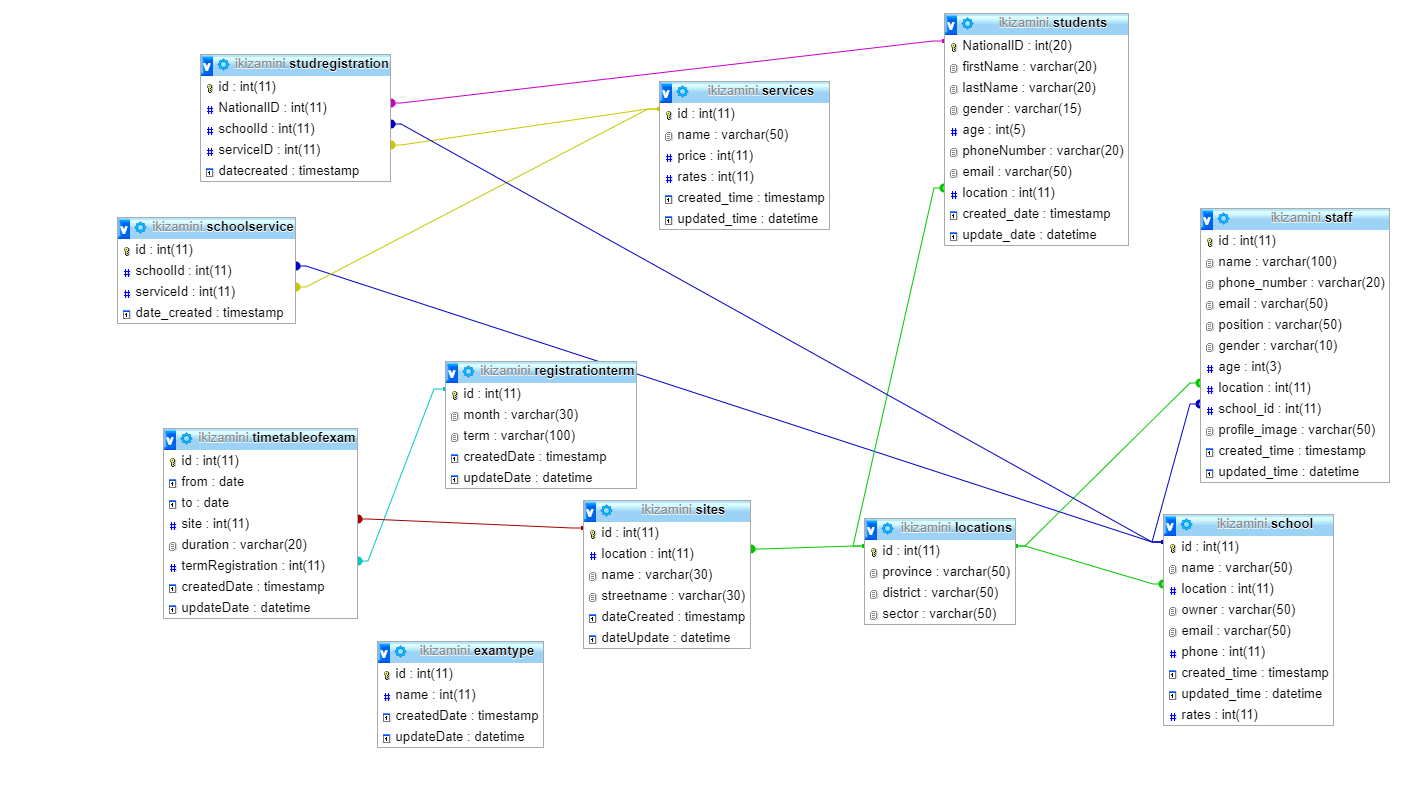 ikizamini.students
NationalID : int(20)
firstName : varchar(20)
lastName : varchar(20)
gender : varchar(15)
age : int(5)
phoneNumber : varchar(20)
email : varchar(50)
location : int(11)
created_date : timestamp
update_date : datetime
ikizamini.studregistration
id : int(11)
NationalID : int(11)
schoolId : int(11)
serviceID : int(11)
datecreated : timestamp
ikizamini.services
id : int(11)
name : varchar(50)
price : int(11)
rates : int(11)
created_time : timestamp
updated_time : datetime
ikizamini.schoolservice
id : int(11)
schoolId : int(11)
serviceId : int(11)
date_created : timestamp
ikizamini.staff
id : int(11)
name : varchar(100)
phone_number : varchar(20)
email : varchar(50)
position : varchar(50)
gender : varchar(10)
age : int(3)
location : int(11)
school_id : int(11)
profile_image : varchar(50)
created_time : timestamp
updated_time : datetime
ikizamini.registrationterm
id : int(11)
month : varchar(30)
term : varchar(100)
createdDate : timestamp
updateDate : datetime
ikizamini.timetableofexam
id : int(11)
from : date
to : date
site : int(11)
duration : varchar(20)
termRegistration : int(11)
createdDate : timestamp
updateDate : datetime
ikizamini.sites
id : int(11)
location : int(11)
name : varchar(30)
streetname : varchar(30)
dateCreated : timestamp
dateUpdate : datetime
ikizamini.locations
id : int(11)
province : varchar(50)
district : varchar(50)
sector : varchar(50)
ikizamini.school
id : int(11)
name : varchar(50)
location : int(11)
owner : varchar(50)
email : varchar(50)
phone : int(11)
created_time : timestamp
updated_time : datetime
rates : int(11)
ikizamini.examtype
id : int(11)
name : int(11)
createdDate : timestamp
updateDate : datetime